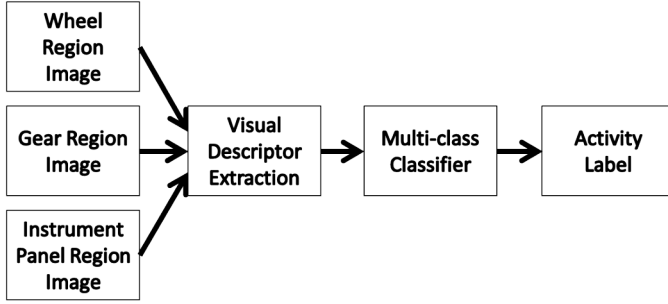 Wheel
Region
Image
Gear Region
Image
Instrument
Panel Region
Image
Visual
Descriptor
Extraction
Multi-class
Classifier
Activity
Label